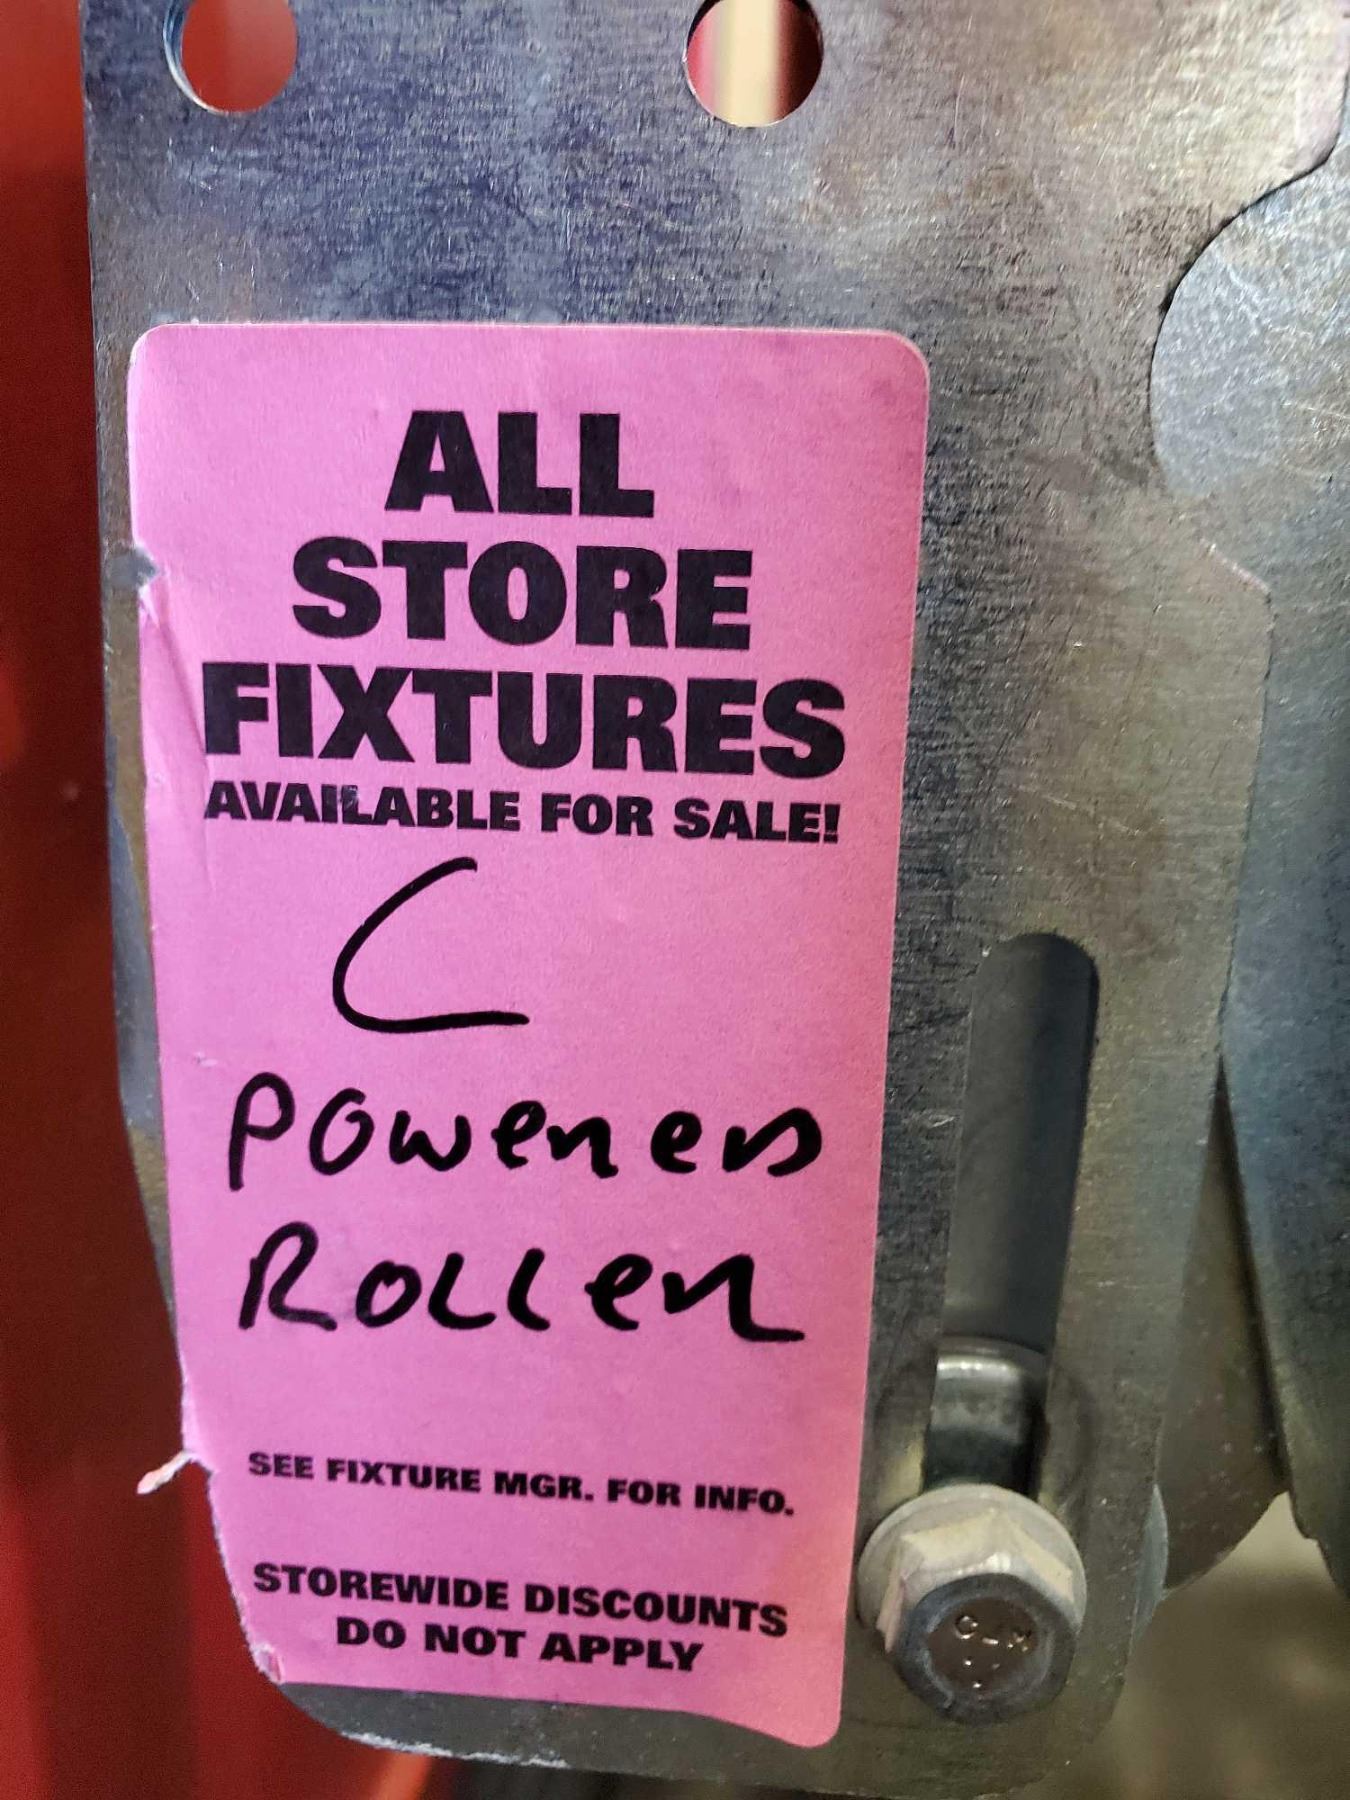 ALL
STORE
FIXTURES
AVAILABLE FOR SALE!
C
POWERED
ROLLER
SEE FIXTURE MGR. FOR INFO.
STOREWIDE DISCOUNTS
DO NOT APPLY